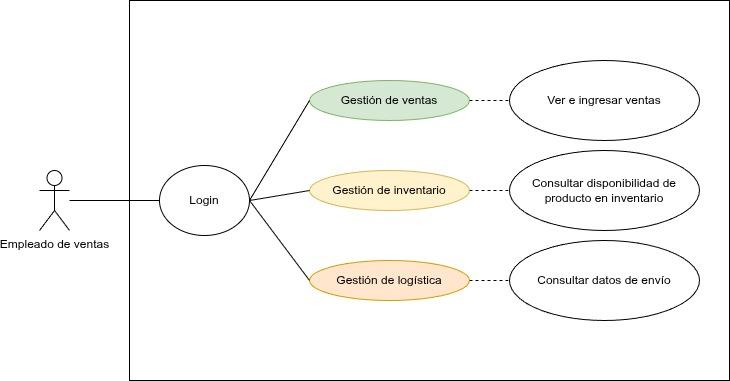 Gestión de ventas
Ver e ingresar ventas
Login
Gestión de inventario
Consultar disponibilidad de
producto en inventario
Empleado de ventas
Gestión de logística
Consultar datos de envío